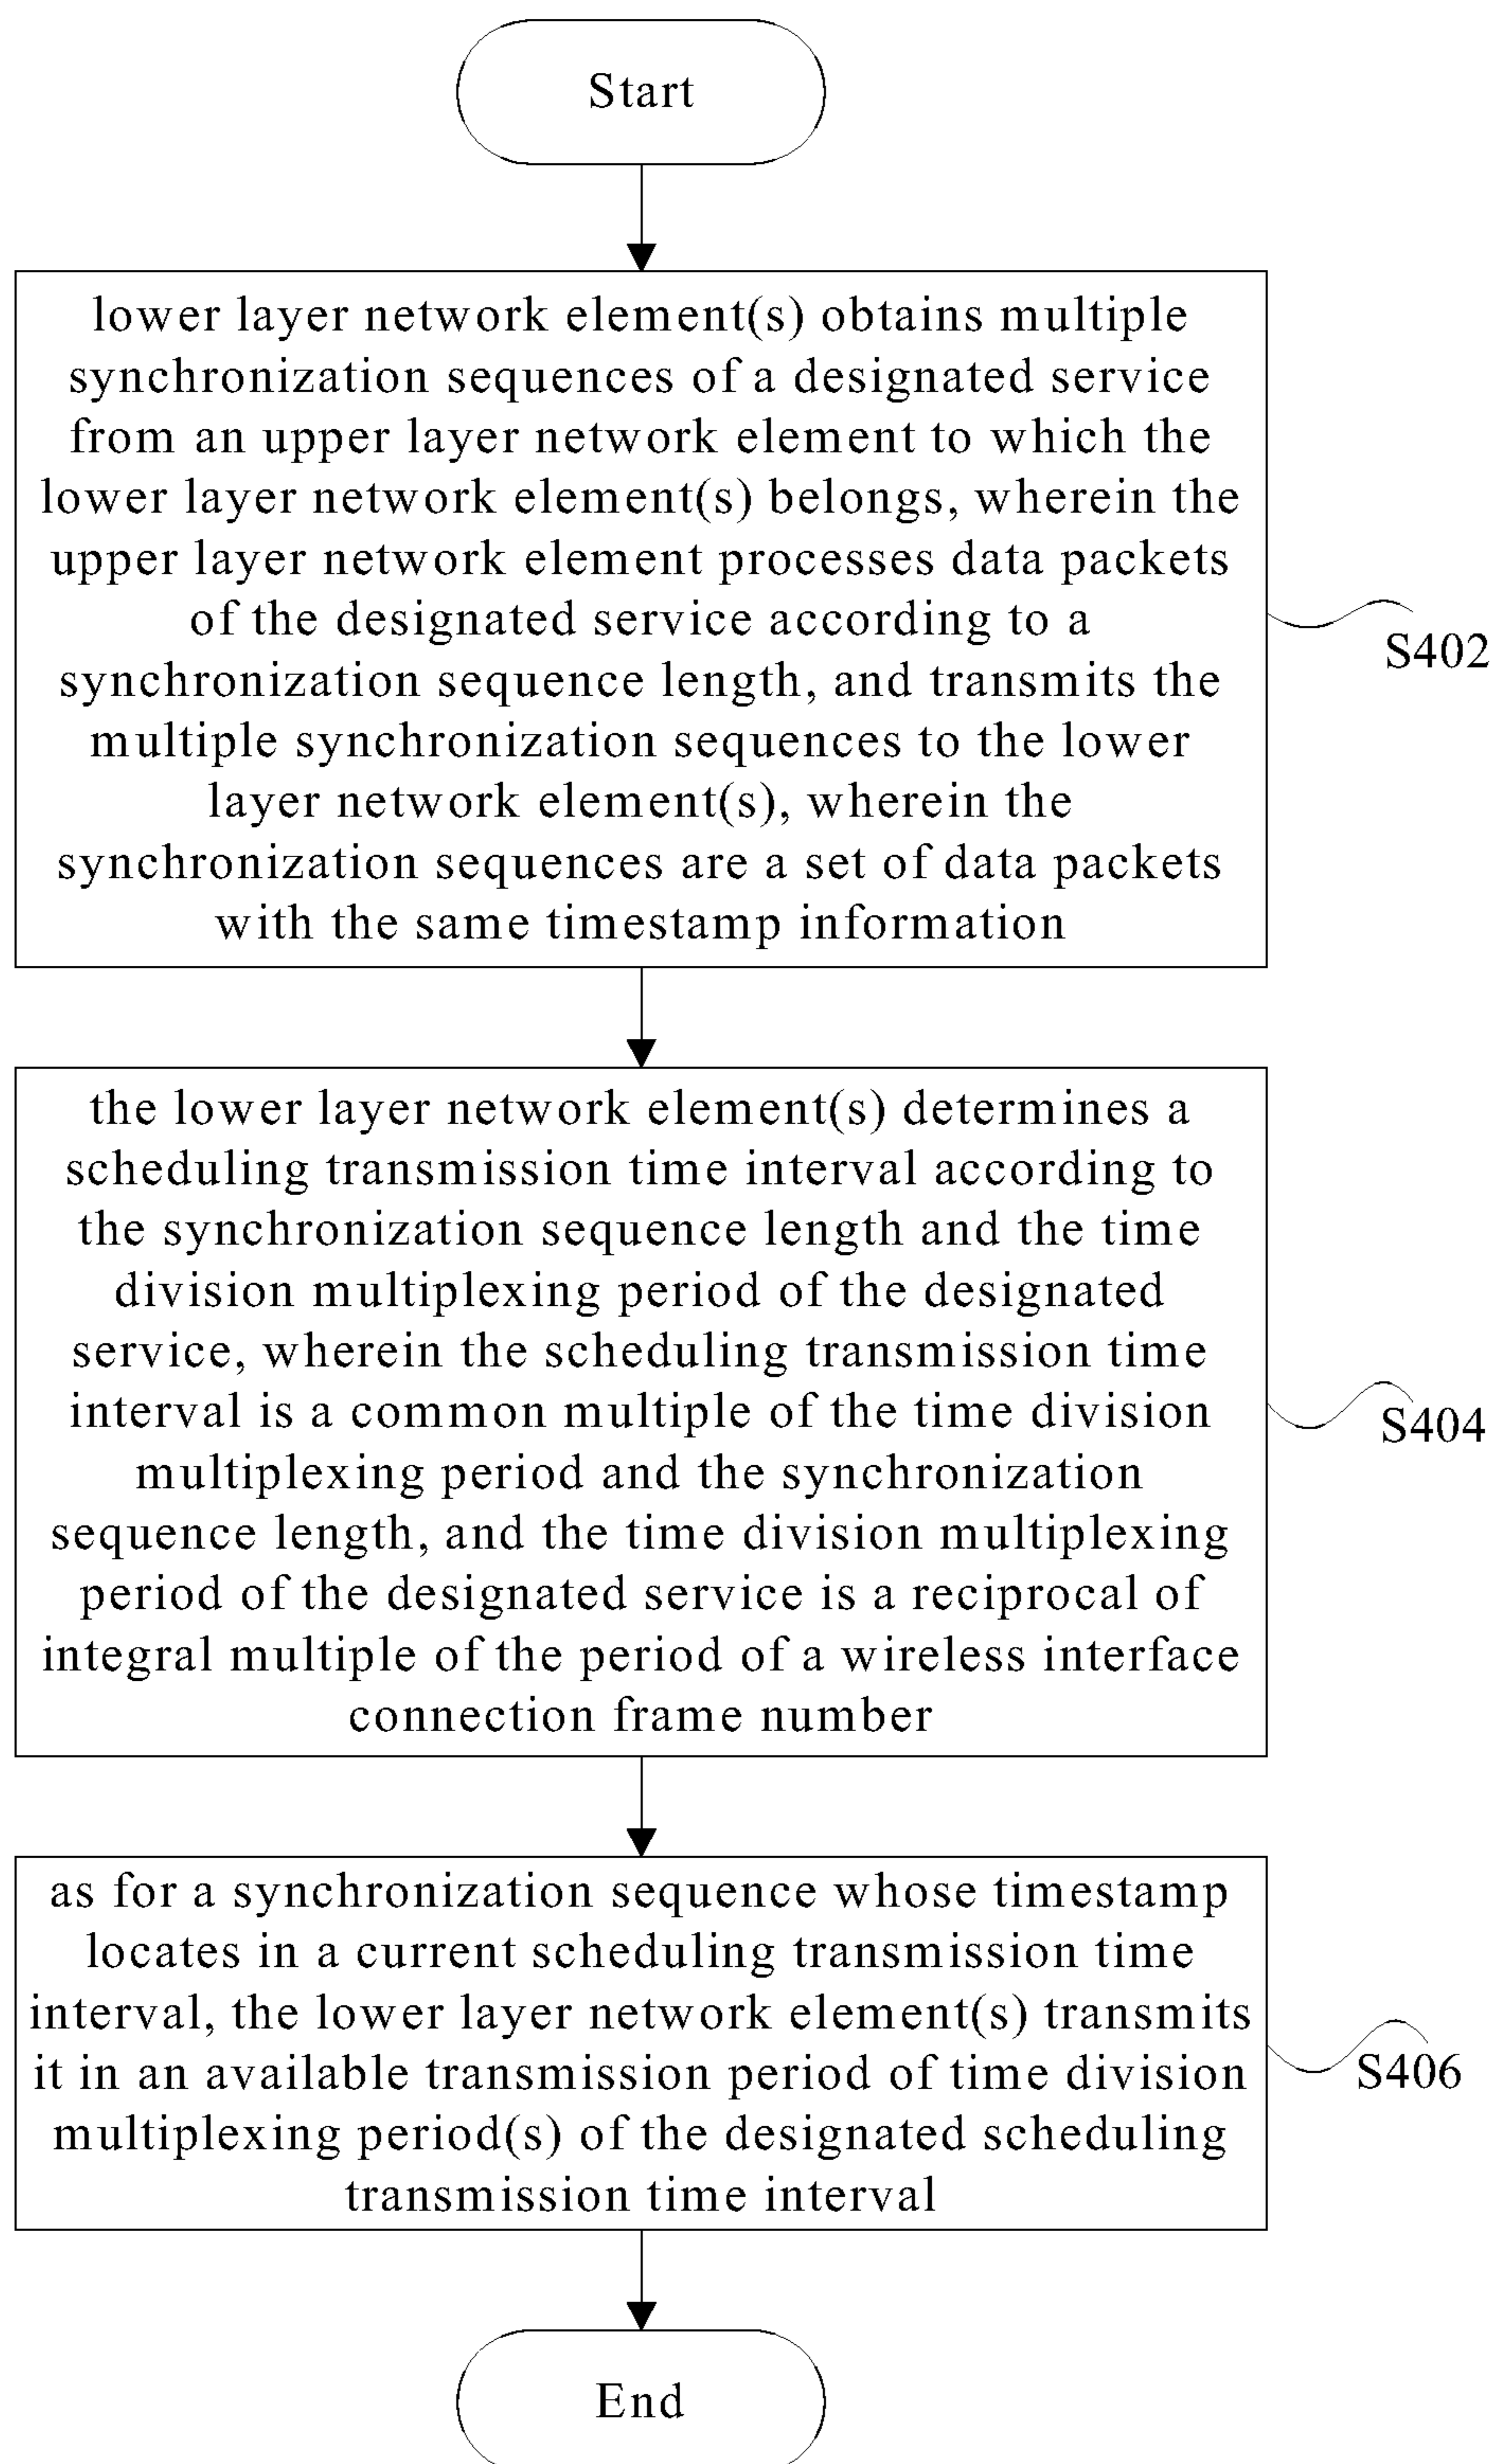 Start
lower layer network element(s) obtains multiple
synchronization sequences of a designated service
from an upper layer network element to which the
lower layer network element(s) belongs, wherein the
upper layer network element processes data packets
of the designated service according to a
synchronization sequence length, and transmits the
multiple synchronization sequences to the lower
layer network element(s), wherein the
synchronization sequences are a set of data packets
with the same timestamp information
S402
the lower layer network element(s) determines a
scheduling transmission time interval according to
the synchronization sequence length and the time
division multiplexing period of the designated
service, wherein the scheduling transmission time
interval is a common multiple of the time division
multiplexing period and the synchronization
sequence length, and the time division multiplexing
period of the designated service is a reciprocal of
integral multiple of the period of a wireless interface
connection frame number
S404
as for a synchronization sequence whose timestamp
locates in a current scheduling transmission time
interval, the lower layer network element(s) transmits
it in an available transmission period of time division
multiplexing period(s) of the designated scheduling
transmission time interval
S406
End